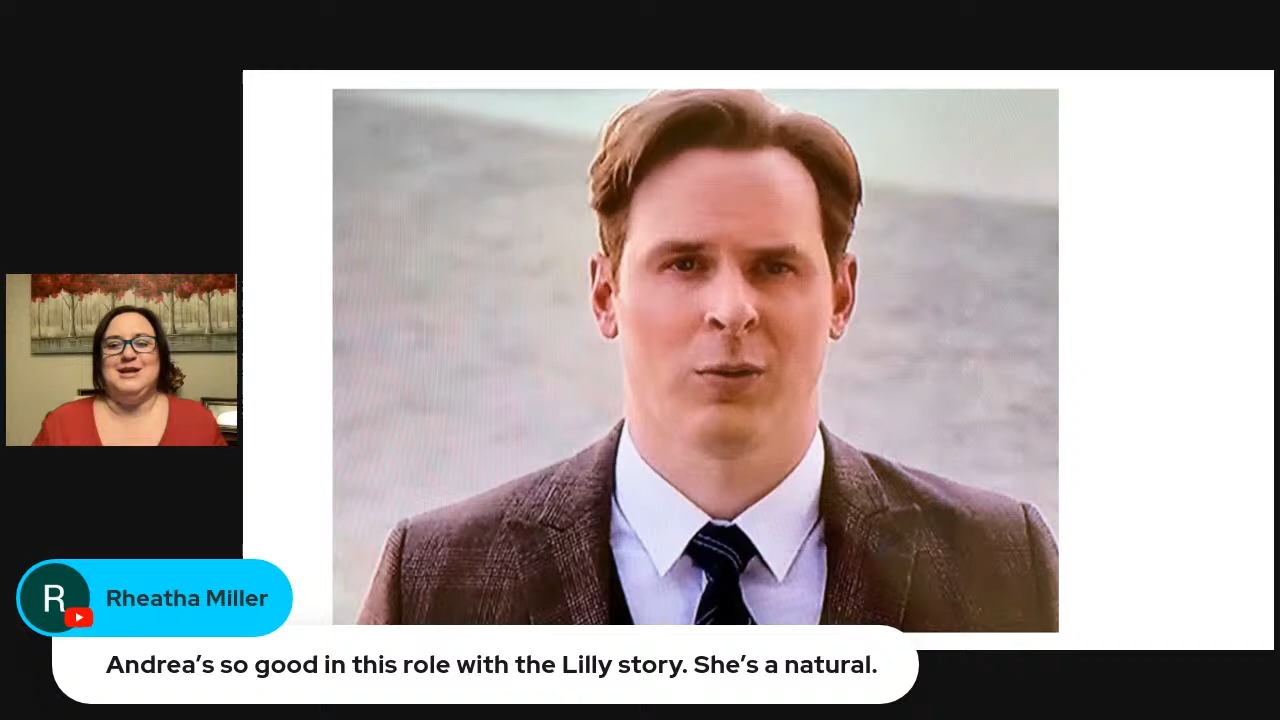 R
Rheatha Miller
Andrea’s so good in this role with the Lilly story. She’s a natural.